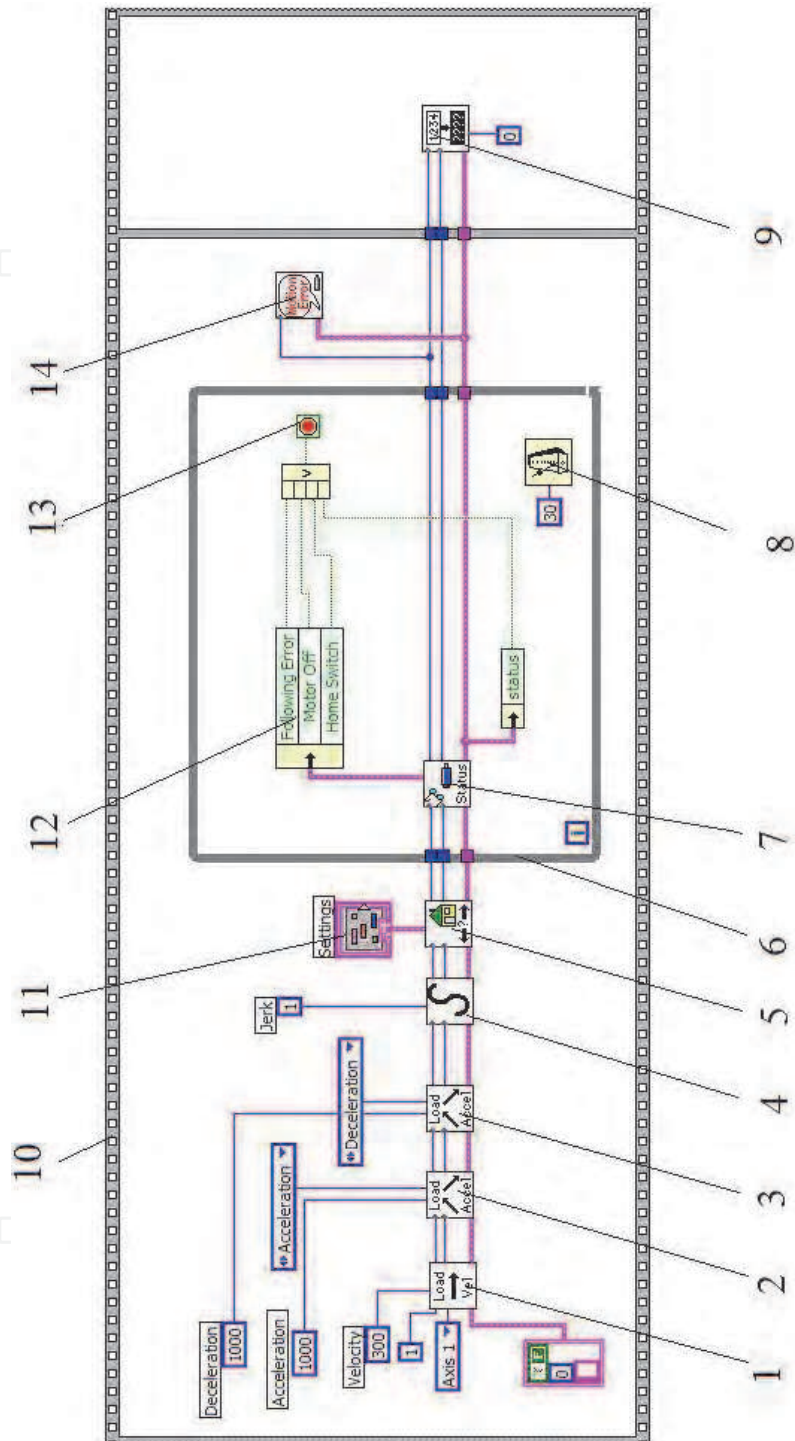 10
11
12
13
14
Deceleration
1000
Acceleration
1000
Velocity
300
1
Axis 1
0
Acceleration
Deceleration
Jerk
1
Settings
Load
Vel
Load
Accel
Load
Accel
S
?
Status
Following Error
Motor Off
Home Switch
status
V
i
30
Motion
Error
1234
????
0
1
2
3
4
5
6
7
8
9